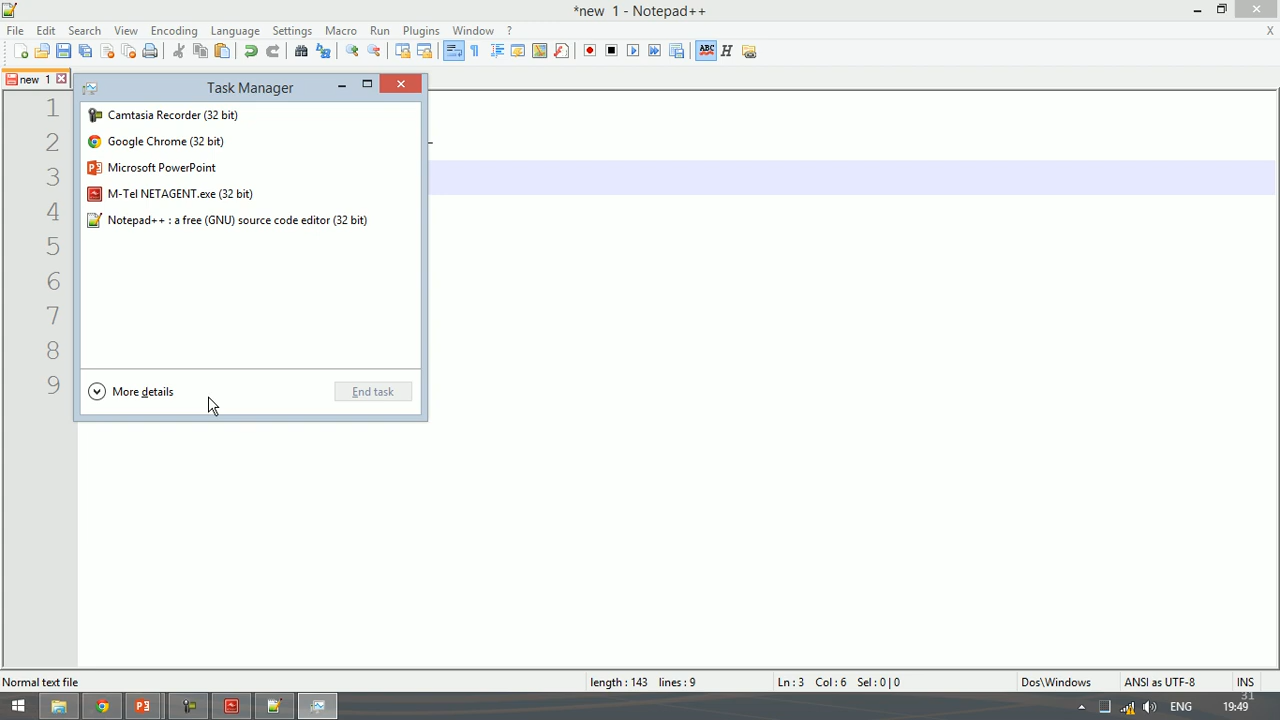 *new 1 - Notepad++
File Edit Search View Encoding Language Settings Macro Run Plugins Window ? X
new 1
Task Manager
1
2
3
4
5
6
7
8
9
Camtasia Recorder (32 bit)
Google Chrome (32 bit)
Microsoft PowerPoint
M-Tel NETAGENT.exe (32 bit)
Notepad++ : a free (GNU) source code editor (32 bit)
More details
End task
Normal text file length : 143 lines : 9 Ln : 3 Col : 6 Sel : 0 | 0 Dos\Windows ANSI as UTF-8 INS
31
ENG 19:49